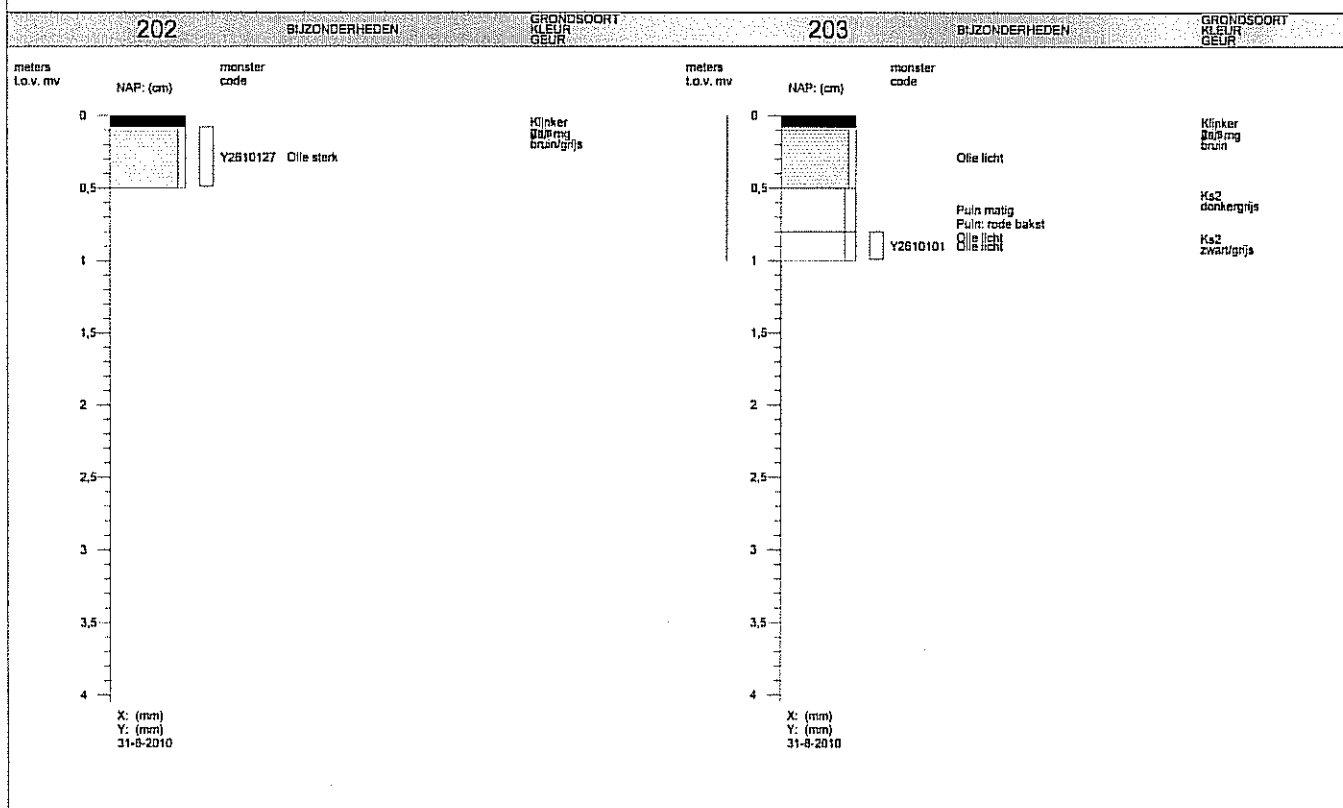 202
BIJZONDERHEDEN
GRONDSOORT
KLEUR
GEUR
meters
t.o.v. mv
NAP: (cm)
monster
code
0
0,5
1
1,5
2
2,5
3
3,5
4
Y2610127
Olie sterk
Klinker
bruin/grijs
X: (mm)
Y: (mm)
31-8-2010
203
BIJZONDERHEDEN
GRONDSOORT
KLEUR
GEUR
meters
t.o.v. mv
NAP: (cm)
monster
code
0
0,5
1
1,5
2
2,5
3
3,5
4
Olie licht
Puin matig
Puin: rode bakst
Y2610101
Olie licht
Olie licht
Klinker
bruin
Ks2
donkergrijs
Ks2
zwart/grijs
X: (mm)
Y: (mm)
31-8-2010